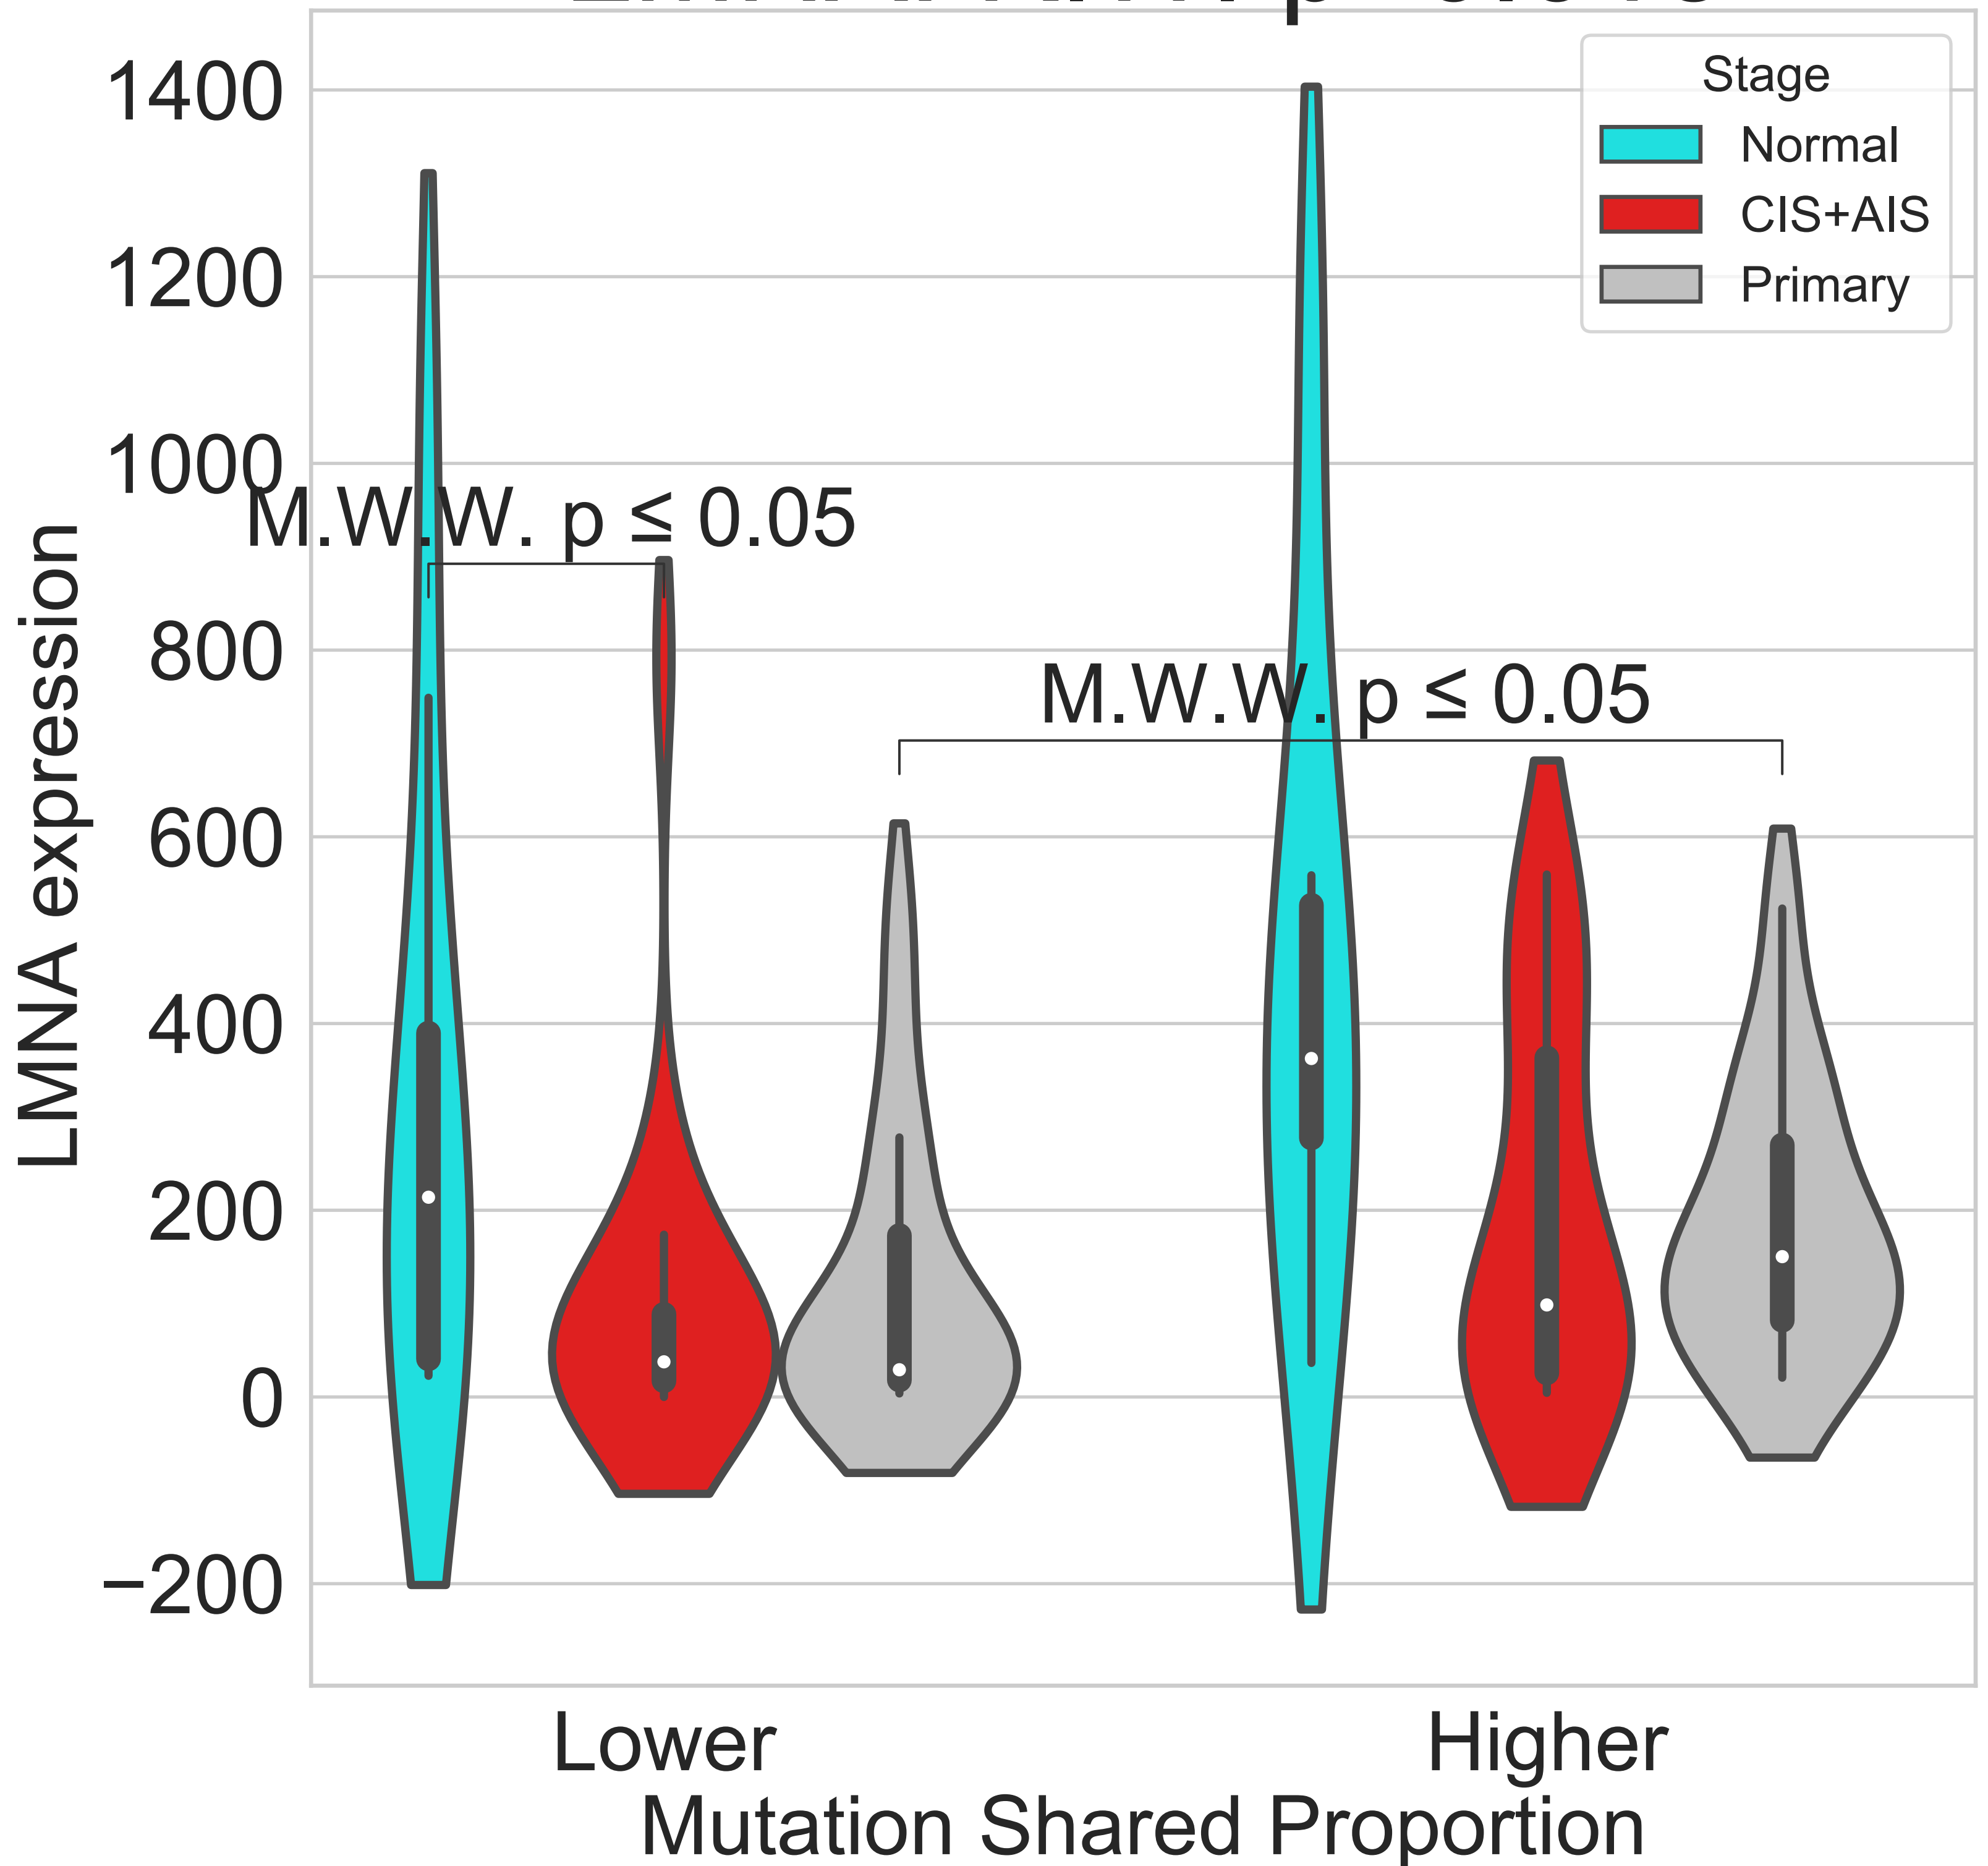 1400
1200
1000
800
600
400
200
0
−200
LMNA expression
Stage
Normal
CIS+AIS
Primary
M.W.W. p ≤ 0.05
M.W.W. p ≤ 0.05
Lower
Higher
Mutation Shared Proportion